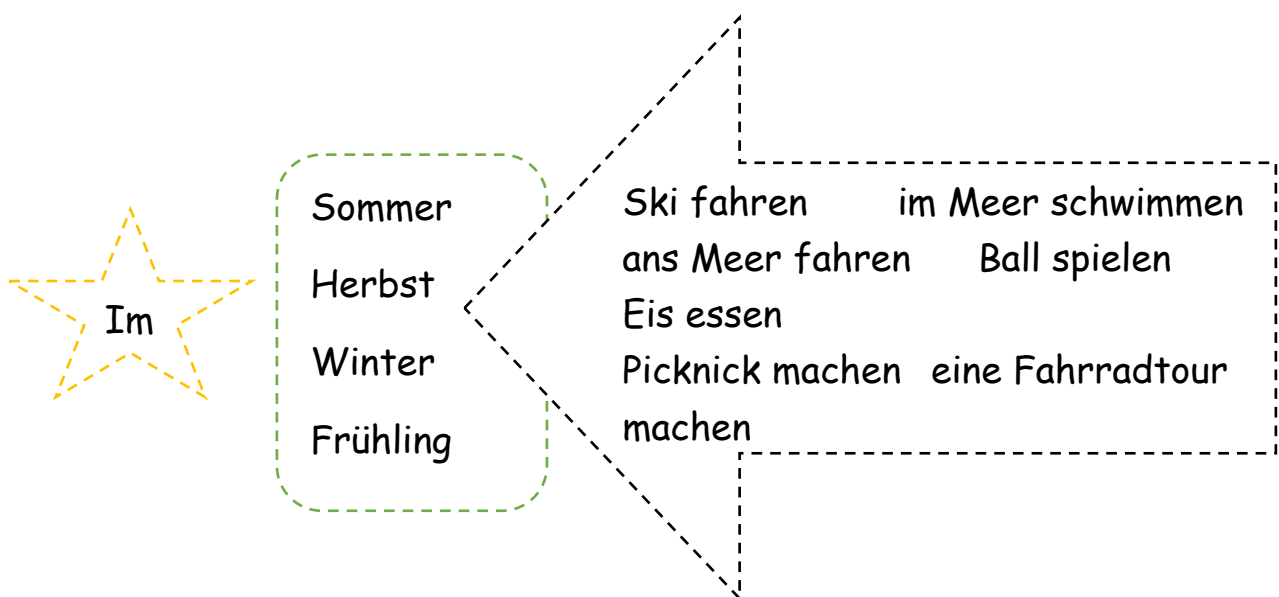 Im
Sommer
Herbst
Winter
Frühling
Ski fahren im Meer schwimmen
ans Meer fahren Ball spielen
Eis essen
Picknick machen eine Fahrradtour
machen